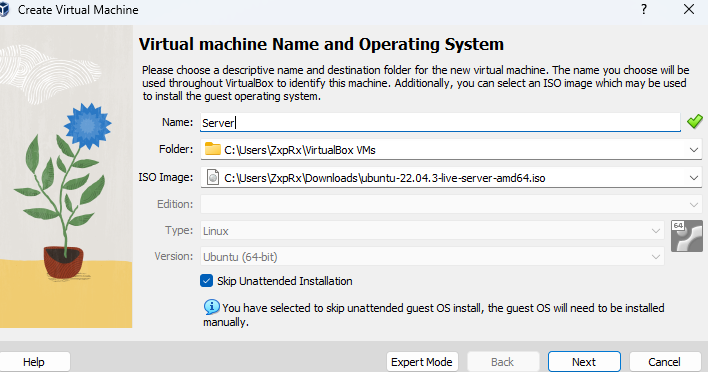 Create Virtual Machine
?
Virtual machine Name and Operating System
Please choose a descriptive name and destination folder for the new virtual machine. The name you choose will be
used throughout VirtualBox to identify this machine. Additionally, you can select an ISO image which may be used
to install the guest operating system.
Name: Server
Folder: C:\Users\ZxpRx\VirtualBox VMs
ISO Image: C:\Users\ZxpRx\Downloads\ubuntu-22.04.3-live-server-amd64.iso
Edition:
Type: Linux
64
Version: Ubuntu (64-bit)
Skip Unattended Installation
You have selected to skip unattended guest OS install, the guest OS will need to be installed
manually.
Help Expert Mode Back Next Cancel